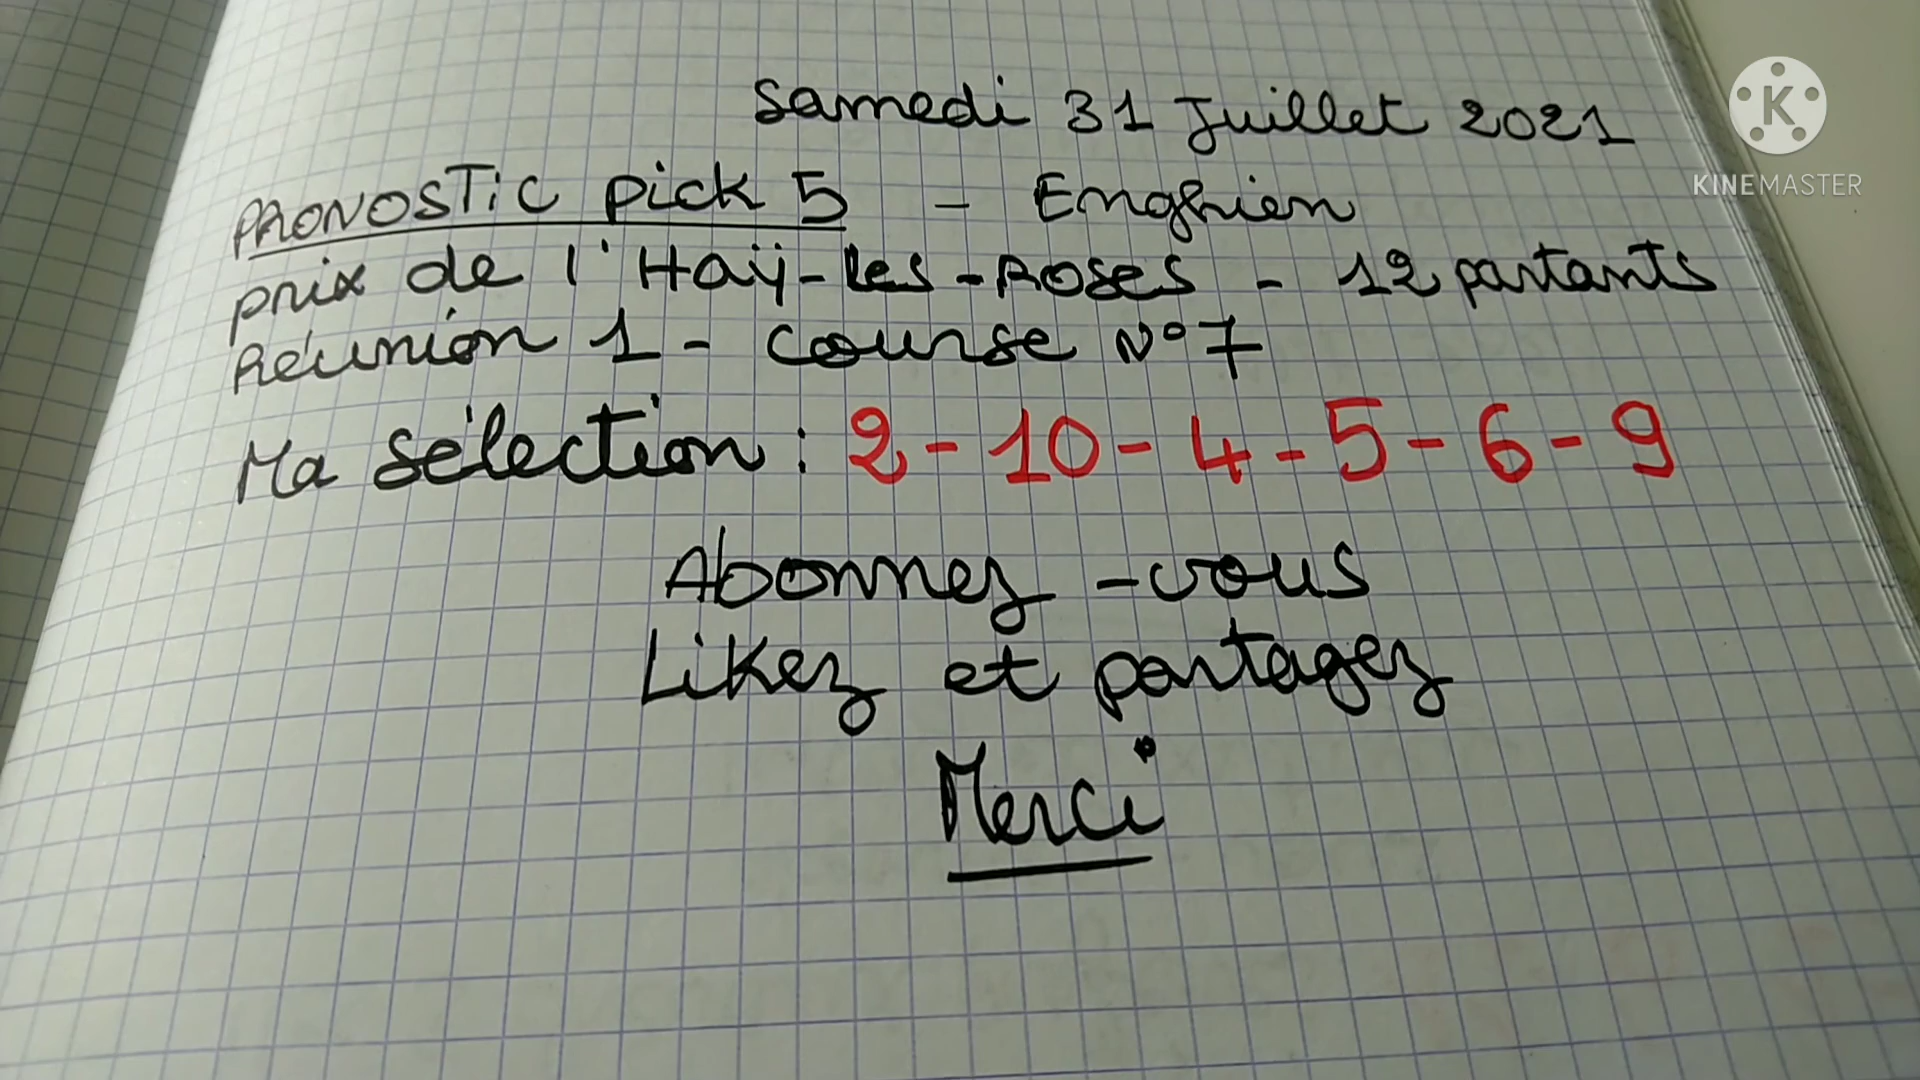 Samedi 31 Juillet 2021
PRONOSTIC pick 5 - Enghien
prix de l'Haÿ-les-Roses - 12 partants
Réunion 1 - course N°7
Ma sélection : 2 - 10 - 4 - 5 - 6 - 9
Abonnez-vous
Likez et partagez
Merci
K
KINEMASTER